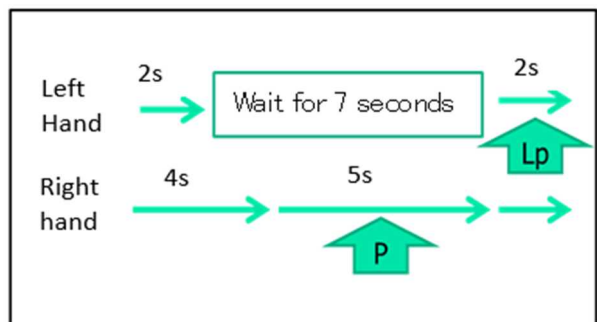 2s
2s
Left
Hand
Wait for 7 seconds
Lp
4s
5s
Right
hand
P